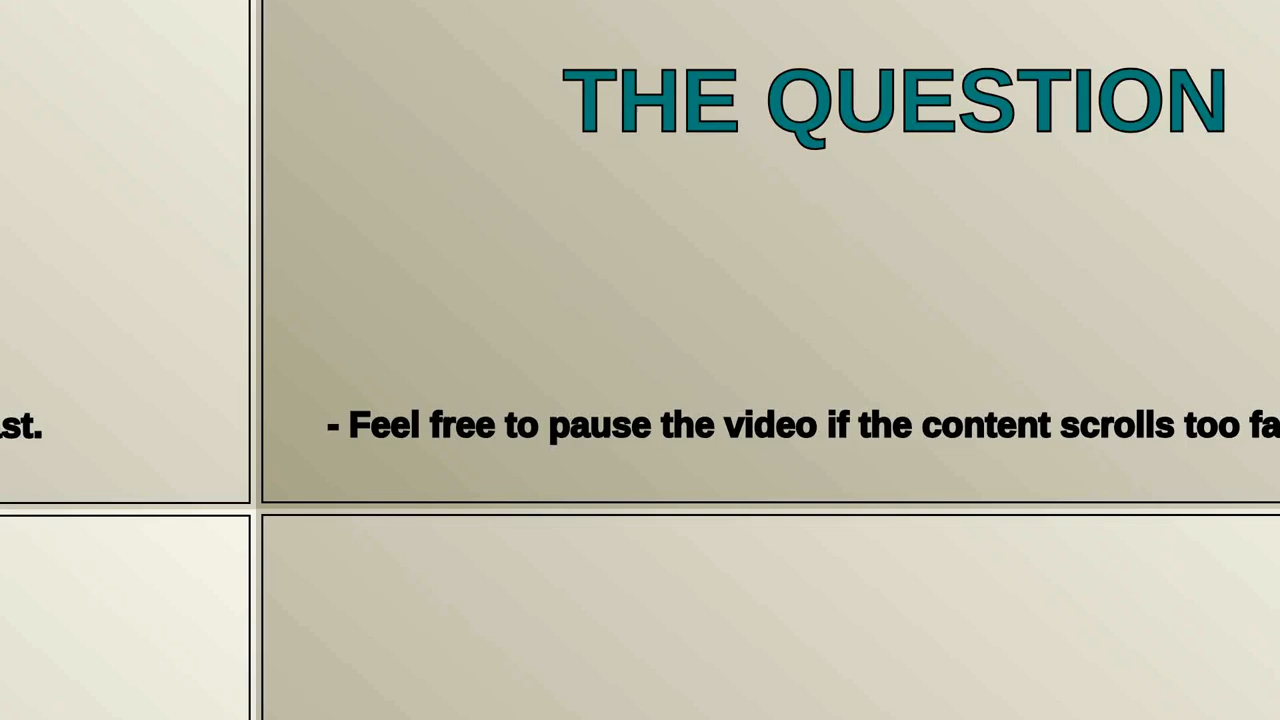 THE QUESTION
st.
- Feel free to pause the video if the content scrolls too fa